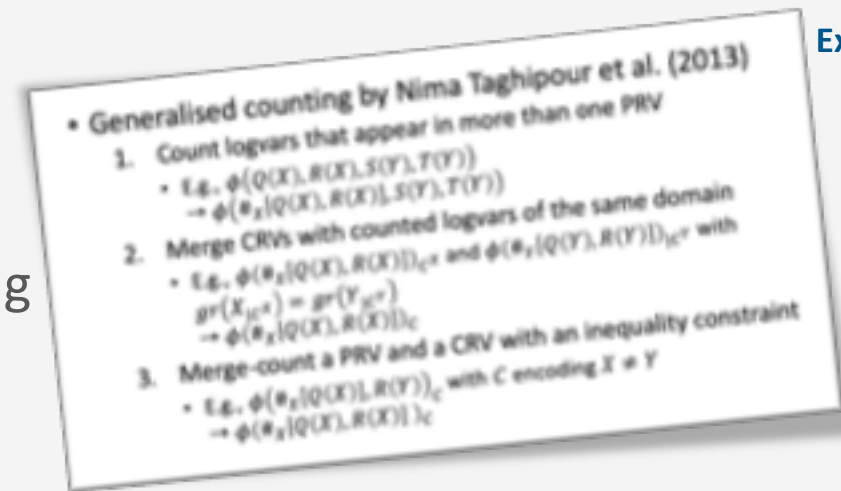 Ex
• Generalised counting by Nima Taghipour et al. (2013)
1. Count logvars that appear in more than one PRV
• E.g., ϕ(Q(X), R(X), S(Y), T(Y))
→ ϕ(#_X[Q(X), R(X)], S(Y), T(Y))
2. Merge CRVs with counted logvars of the same domain
• E.g., and with
3. Merge-count a PRV and a CRV with an inequality constraint
• E.g., with C encoding X ≠ Y
g